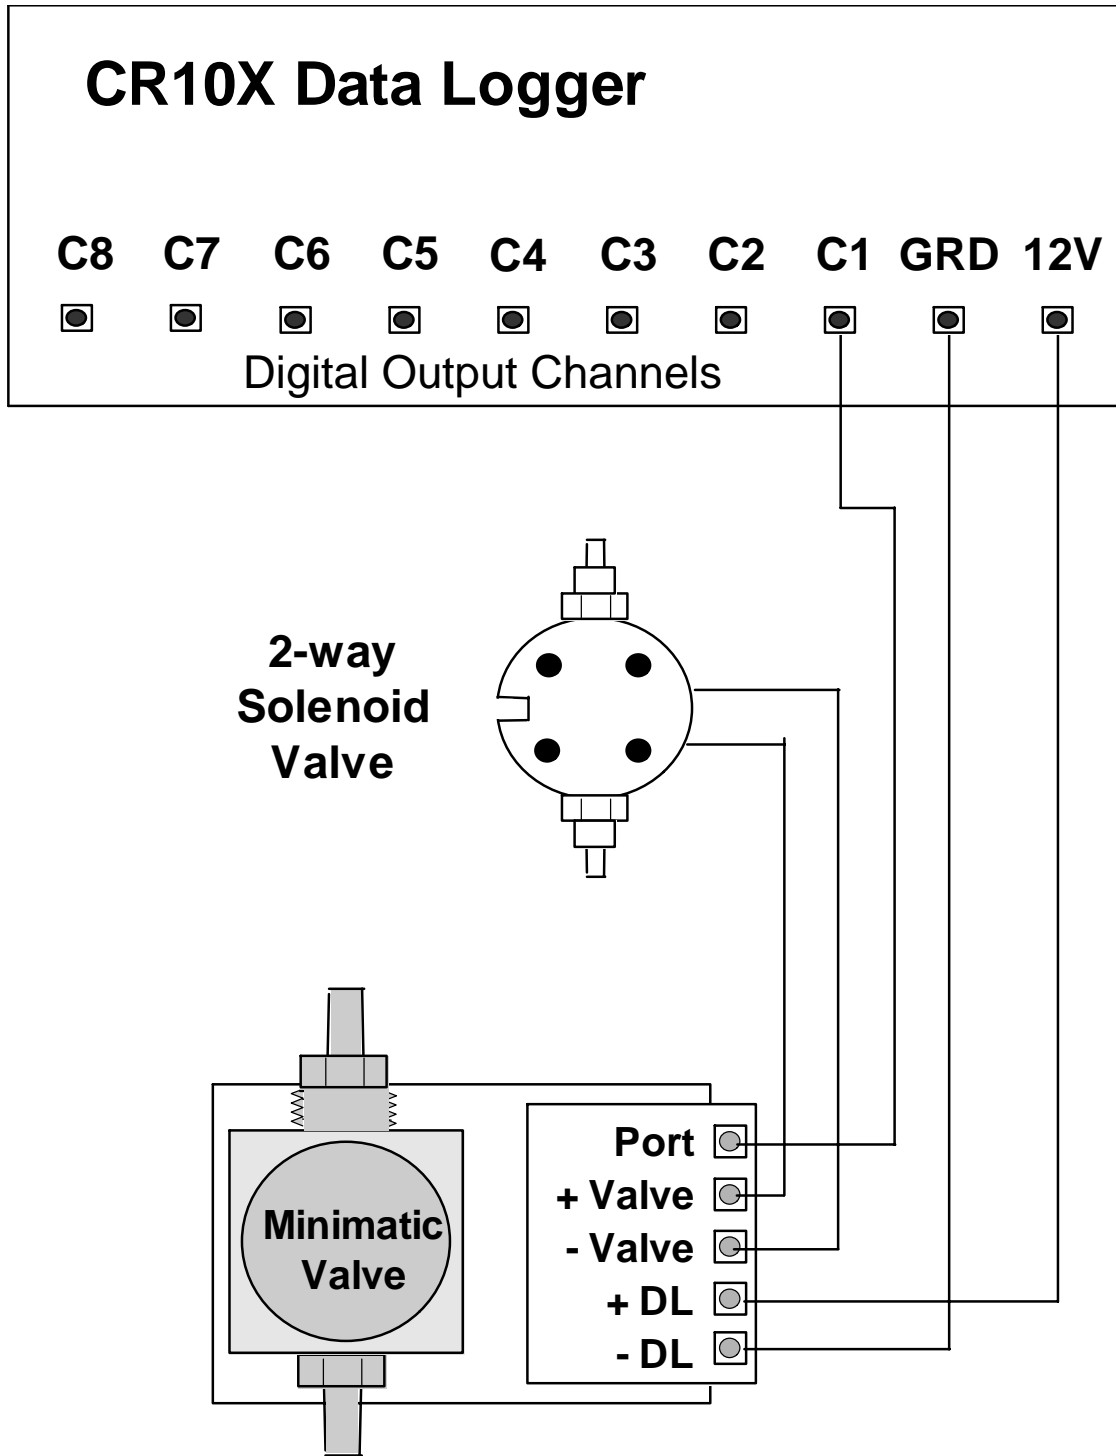 CR10X Data Logger
C8 C7 C6 C5 C4 C3 C2 C1 GRD 12V
Digital Output Channels
2-way
Solenoid
Valve
Port
+ Valve
- Valve
+ DL
- DL
Minimatic
Valve